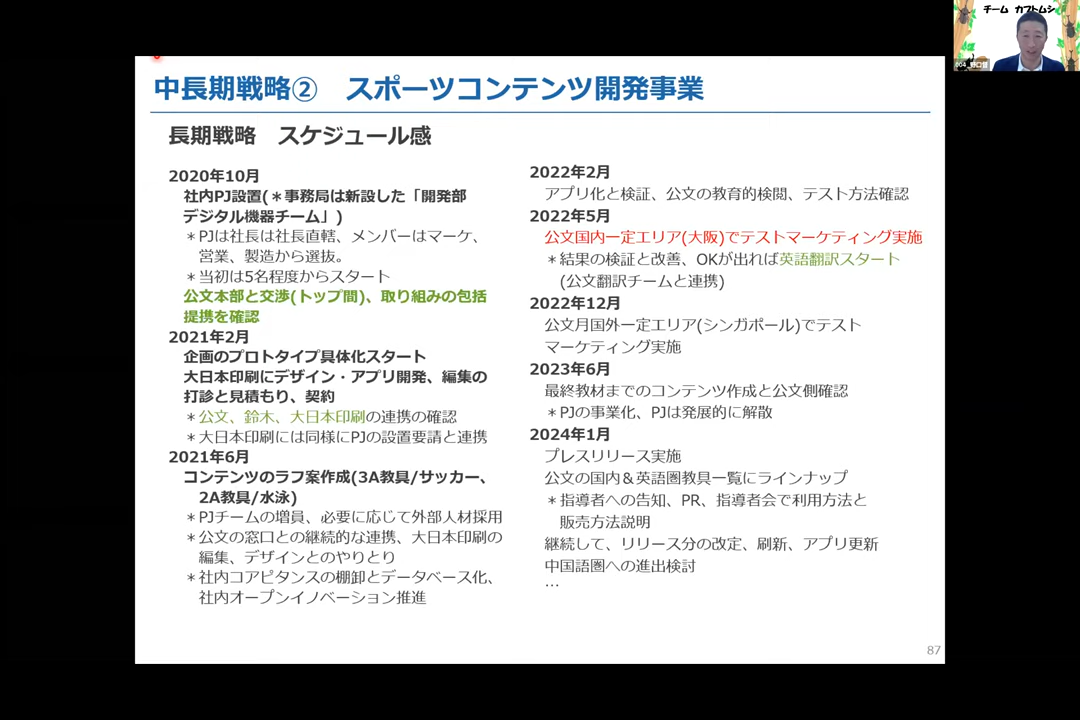 チーム カブトムシ
中長期戦略② スポーツコンテンツ開発事業
長期戦略 スケジュール感
2020年10月
社内PJ設置(＊事務局は新設した「開発部
デジタル機器チーム」)
＊PJは社長は社長直轄、メンバーはマーケ、
営業、製造から選抜。
＊当初は5名程度からスタート
公文本部と交渉(トップ間)、取り組みの包括
提携を確認
2021年2月
企画のプロトタイプ具体化スタート
大日本印刷にデザイン・アプリ開発、編集の
打診と見積もり、契約
＊公文、鈴木、大日本印刷の連携の確認
＊大日本印刷には同様にPJの設置要請と連携
2021年6月
コンテンツのラフ案作成(3A教具/サッカー、
2A教具/水泳)
＊PJチームの増員、必要に応じて外部人材採用
＊公文の窓口との継続的な連携、大日本印刷の
編集、デザインとのやりとり
＊社内コアピタンスの棚卸とデータベース化、
社内オープンイノベーション推進
2022年2月
アプリ化と検証、公文の教育的検閲、テスト方法確認
2022年5月
公文国内一定エリア(大阪)でテストマーケティング実施
＊結果の検証と改善、OKが出れば英語翻訳スタート
(公文翻訳チームと連携)
2022年12月
公文月国外一定エリア(シンガポール)でテスト
マーケティング実施
2023年6月
最終教材までのコンテンツ作成と公文側確認
＊PJの事業化、PJは発展的に解散
2024年1月
プレスリリース実施
公文の国内＆英語圏教具一覧にラインナップ
＊指導者への告知、PR、指導者会で利用方法と
販売方法説明
継続して、リリース分の改定、刷新、アプリ更新
中国語圏への進出検討
…
87